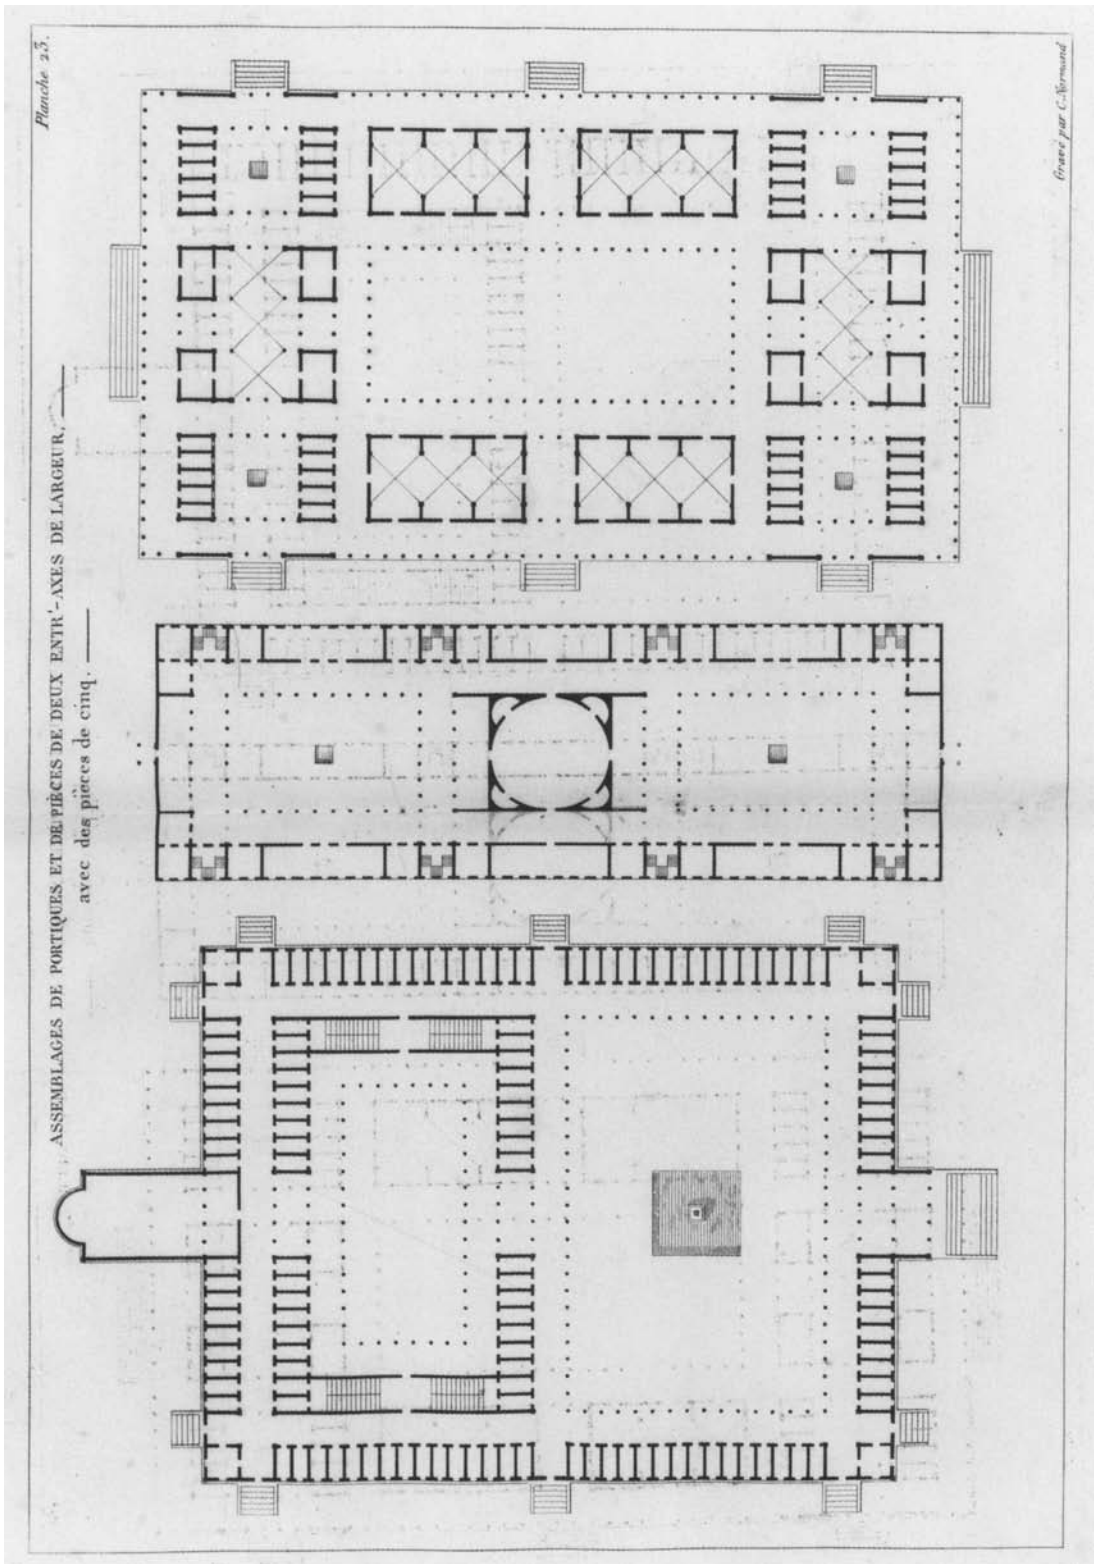 Planche 23.
ASSEMBLAGES DE PORTIQUES ET DE PIÈCES DE DEUX ENTR'-AXES DE LARGEUR,
avec des pièces de cinq.
Gravé par C. Normand